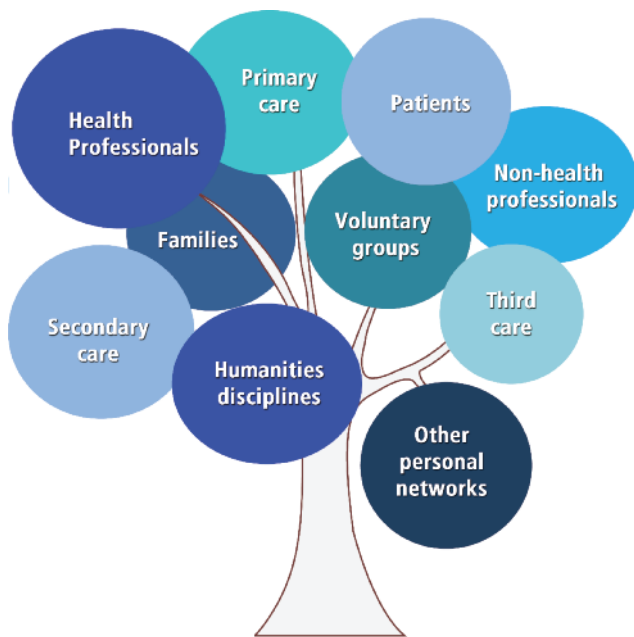 Primary
care
Patients
Health
Professionals
Non-health
professionals
Families
Voluntary
groups
Third
care
Secondary
care
Humanities
disciplines
Other
personal
networks